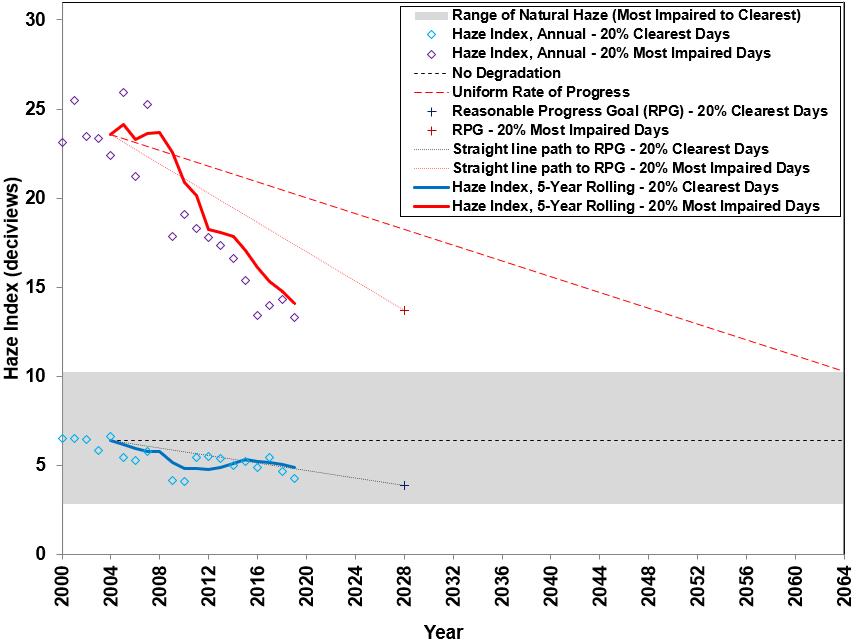 Range of Natural Haze (Most Impaired to Clearest)
Haze Index, Annual - 20% Clearest Days
Haze Index, Annual - 20% Most Impaired Days
No Degradation
Uniform Rate of Progress
Reasonable Progress Goal (RPG) - 20% Clearest Days
RPG - 20% Most Impaired Days
Straight line path to RPG - 20% Clearest Days
Straight line path to RPG - 20% Most Impaired Days
Haze Index, 5-Year Rolling - 20% Clearest Days
Haze Index, 5-Year Rolling - 20% Most Impaired Days
Haze Index (deciviews)
30
25
20
15
10
5
0
2000
2004
2008
2012
2016
2020
2024
2028
2032
2036
2040
2044
2048
2052
2056
2060
2064
Year